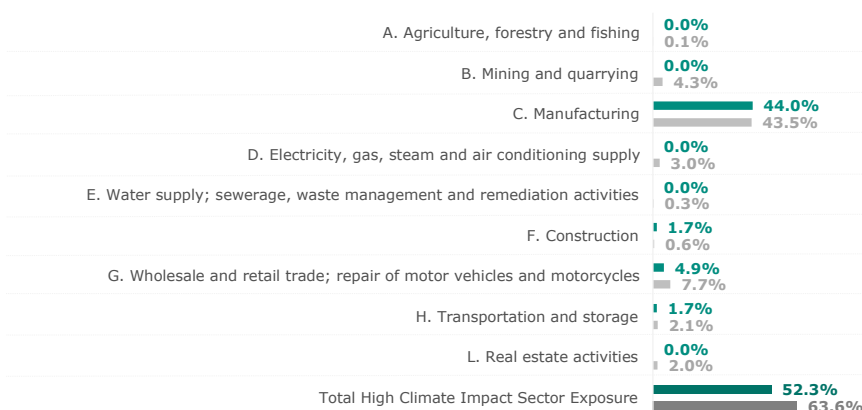 A. Agriculture, forestry and fishing
0.0%
0.1%
B. Mining and quarrying
0.0%
4.3%
C. Manufacturing
44.0%
43.5%
D. Electricity, gas, steam and air conditioning supply
0.0%
3.0%
E. Water supply; sewerage, waste management and remediation activities
0.0%
0.3%
F. Construction
1.7%
0.6%
G. Wholesale and retail trade; repair of motor vehicles and motorcycles
4.9%
7.7%
H. Transportation and storage
1.7%
2.1%
L. Real estate activities
0.0%
2.0%
Total High Climate Impact Sector Exposure
52.3%
63.6%